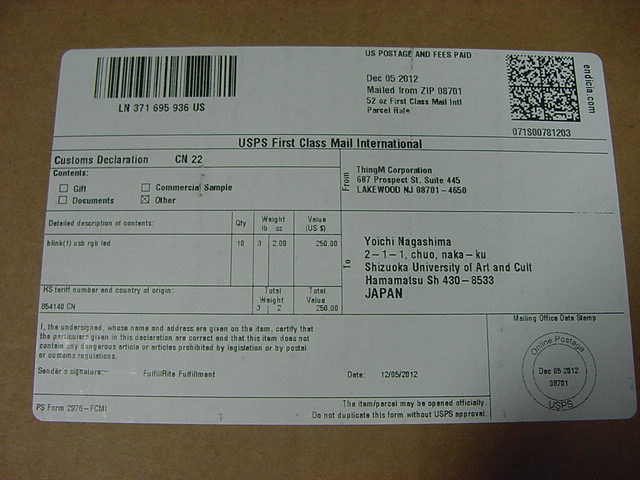 US POSTAGE AND FEES PAID
LN 371 695 936 US
Dec 05 2012
Mailed from ZIP 08701
52 oz First Class Mail Intl
Parcel Rate
endicia.com
071S00781203
USPS First Class Mail International
Customs Declaration CN 22
Contents:
Gift
Commercial Sample
Documents
Other
From
ThingM Corporation
687 Prospect St. Suite 445
LAKEWOOD NJ 08701-4650
Detailed description of contents:
Qty
Weight
lb oz
Value
(US $)
blink(1) usb rgb led
10
3 2.00
250.00
To
Yoichi Nagashima
2-1-1, chuo, naka-ku
Shizuoka University of Art and Cult
Hamamatsu Sh 430-8533
JAPAN
HS tariff number and country of origin:
Total
Weight
Total
Value
854140 CN
3 2
250.00
I, the undersigned, whose name and address are given on the item, certify that
the particulars given in this declaration are correct and that this item does not
contain any dangerous article or articles prohibited by legislation or by postal
or customs regulations.
Sender's signature: FulfillRite Fulfillment Date: 12/05/2012
Mailing Office Date Stamp
Online Postage
Dec 05 2012
08701
USPS
PS Form 2976-FCMI
The item/parcel may be opened officially.
Do not duplicate this form without USPS approval.